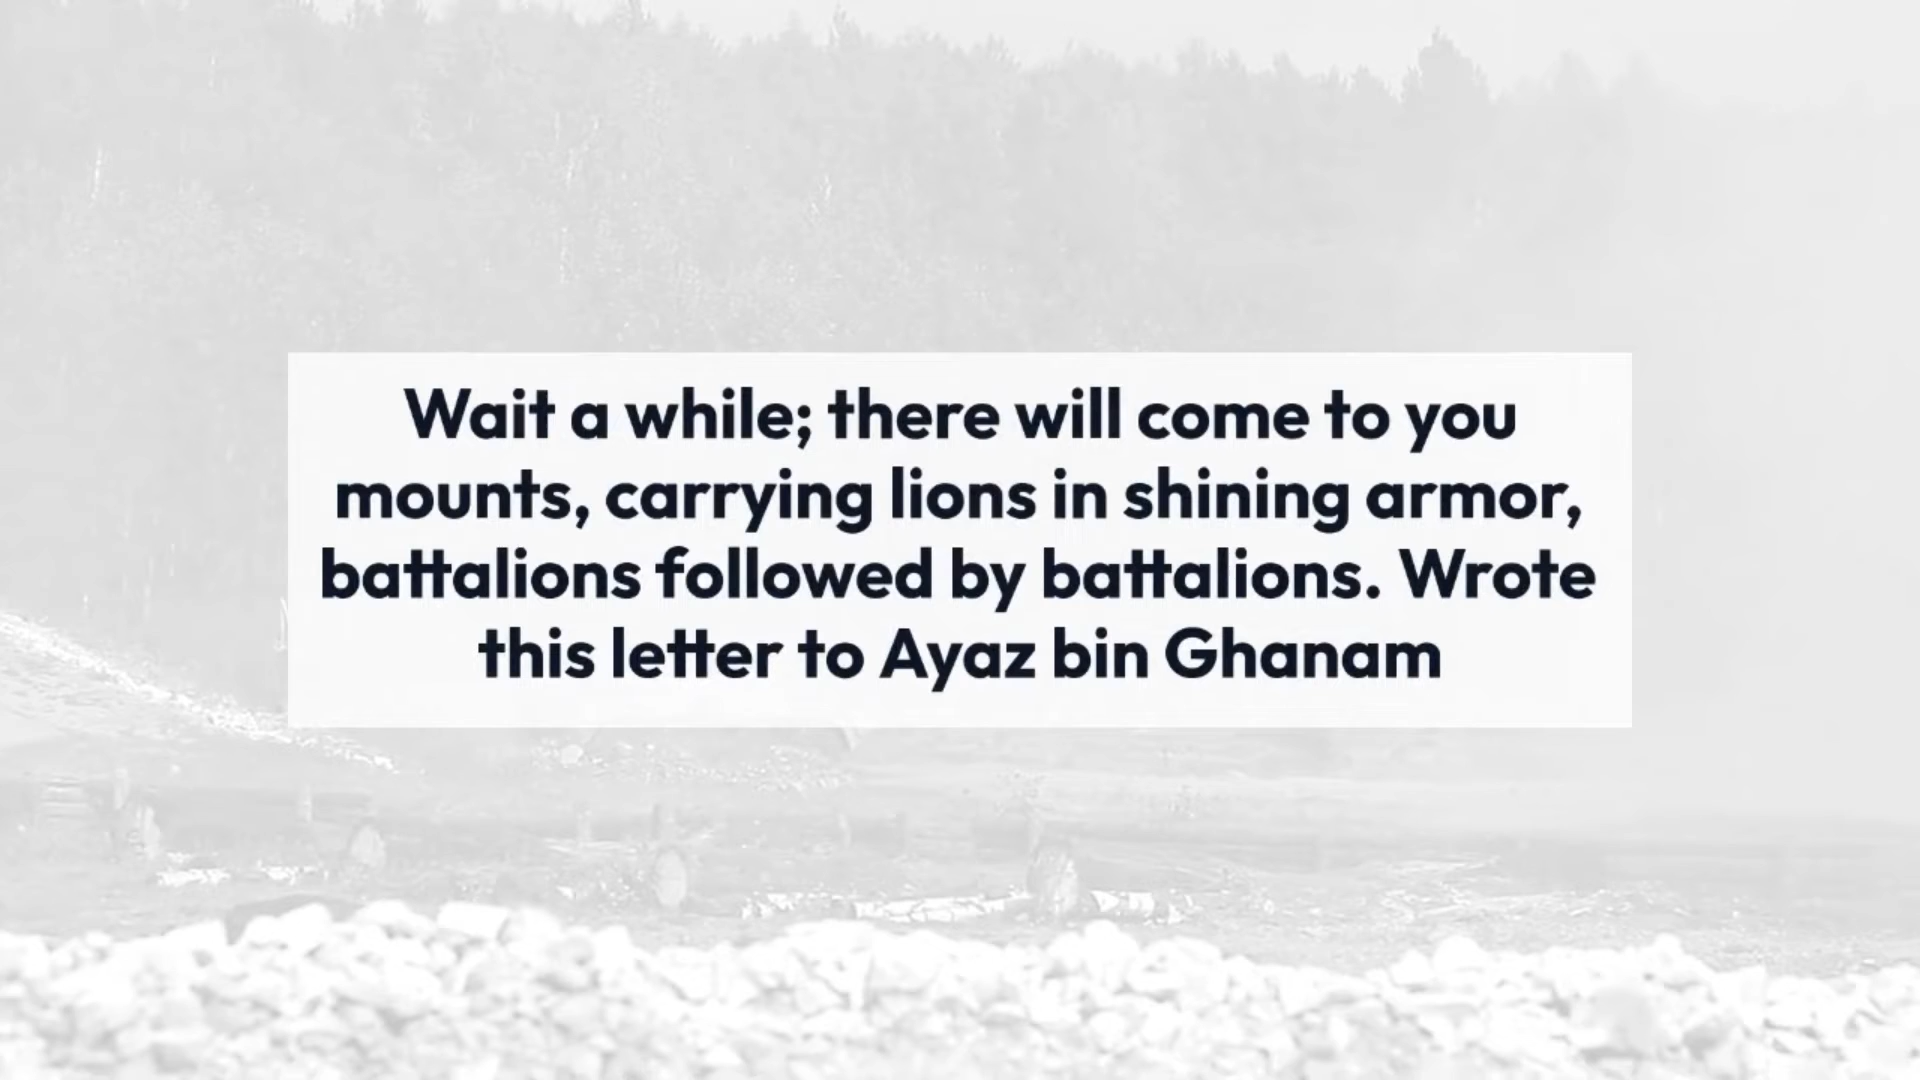 Wait a while; there will come to you
mounts, carrying lions in shining armor,
battalions followed by battalions. Wrote
this letter to Ayaz bin Ghanam